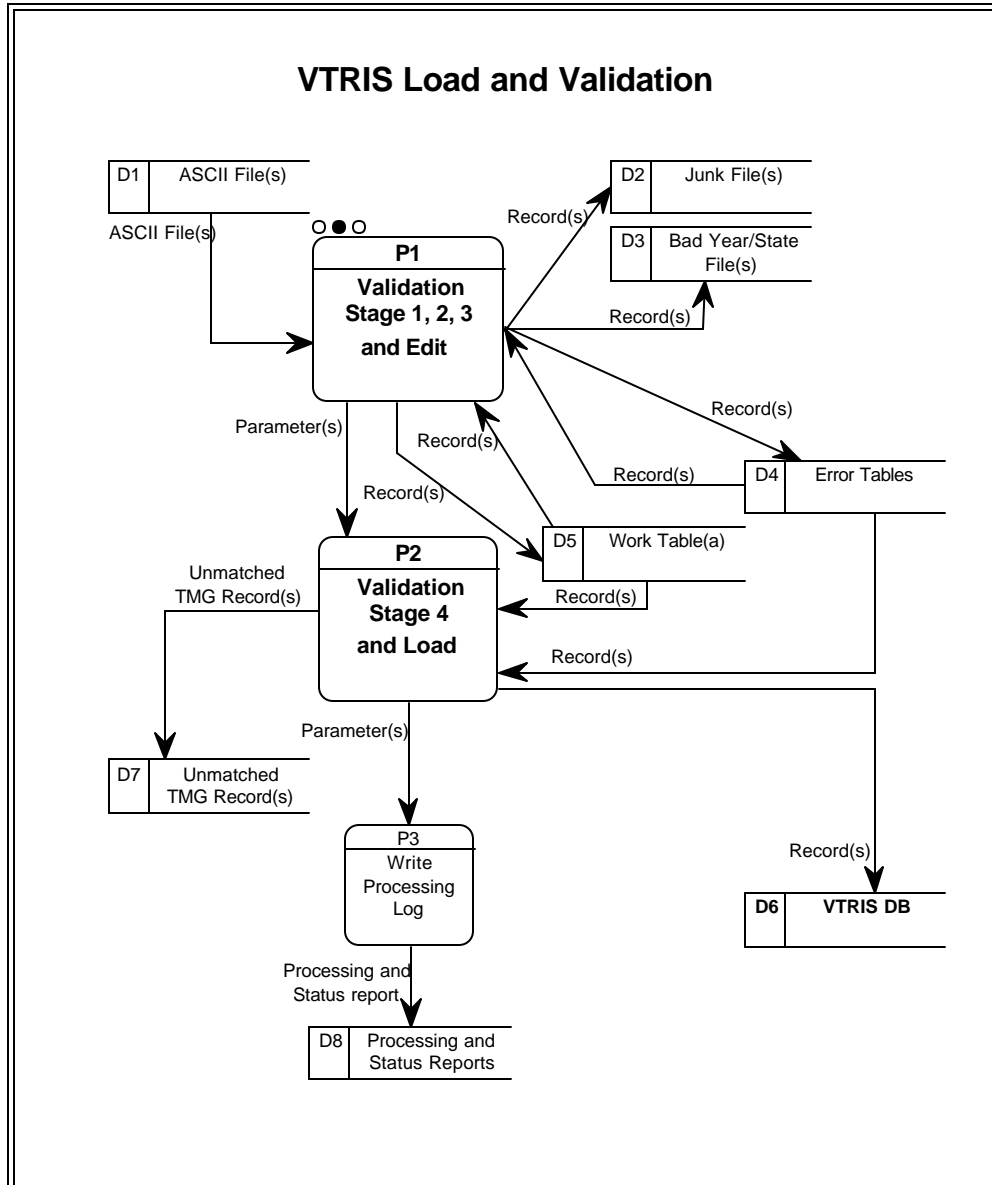 VTRIS Load and Validation
D1
ASCII File(s)
ASCII File(s)
D2
Junk File(s)
Record(s)
D3
Bad Year/State
File(s)
Record(s)
P1
Validation
Stage 1, 2, 3
and Edit
Record(s)
Parameter(s)
Record(s)
Record(s)
Record(s)
D4
Error Tables
D5
Work Table(a)
Record(s)
P2
Validation
Stage 4
and Load
Unmatched
TMG Record(s)
Record(s)
Parameter(s)
D7
Unmatched
TMG Record(s)
P3
Write
Processing
Log
Record(s)
D6
VTRIS DB
Processing and
Status report
D8
Processing and
Status Reports